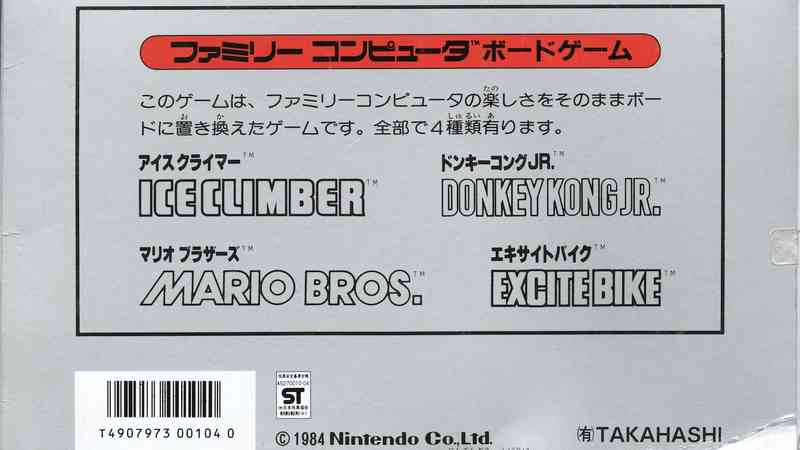 ファミリー コンピュータ™ボードゲーム
このゲームは、ファミリーコンピュータの楽しさをそのままボー
ドに置き換えたゲームです。全部で4種類有ります。
アイスクライマー™
ICE CLIMBER™
ドンキーコングJR.™
DONKEY KONG JR.™
マリオ ブラザーズ™
MARIO BROS.™
エキサイトバイク™
EXCITEBIKE™
T4907973 00104 0
ST
© 1984 Nintendo Co.,Ltd.
㈲TAKAHASHI